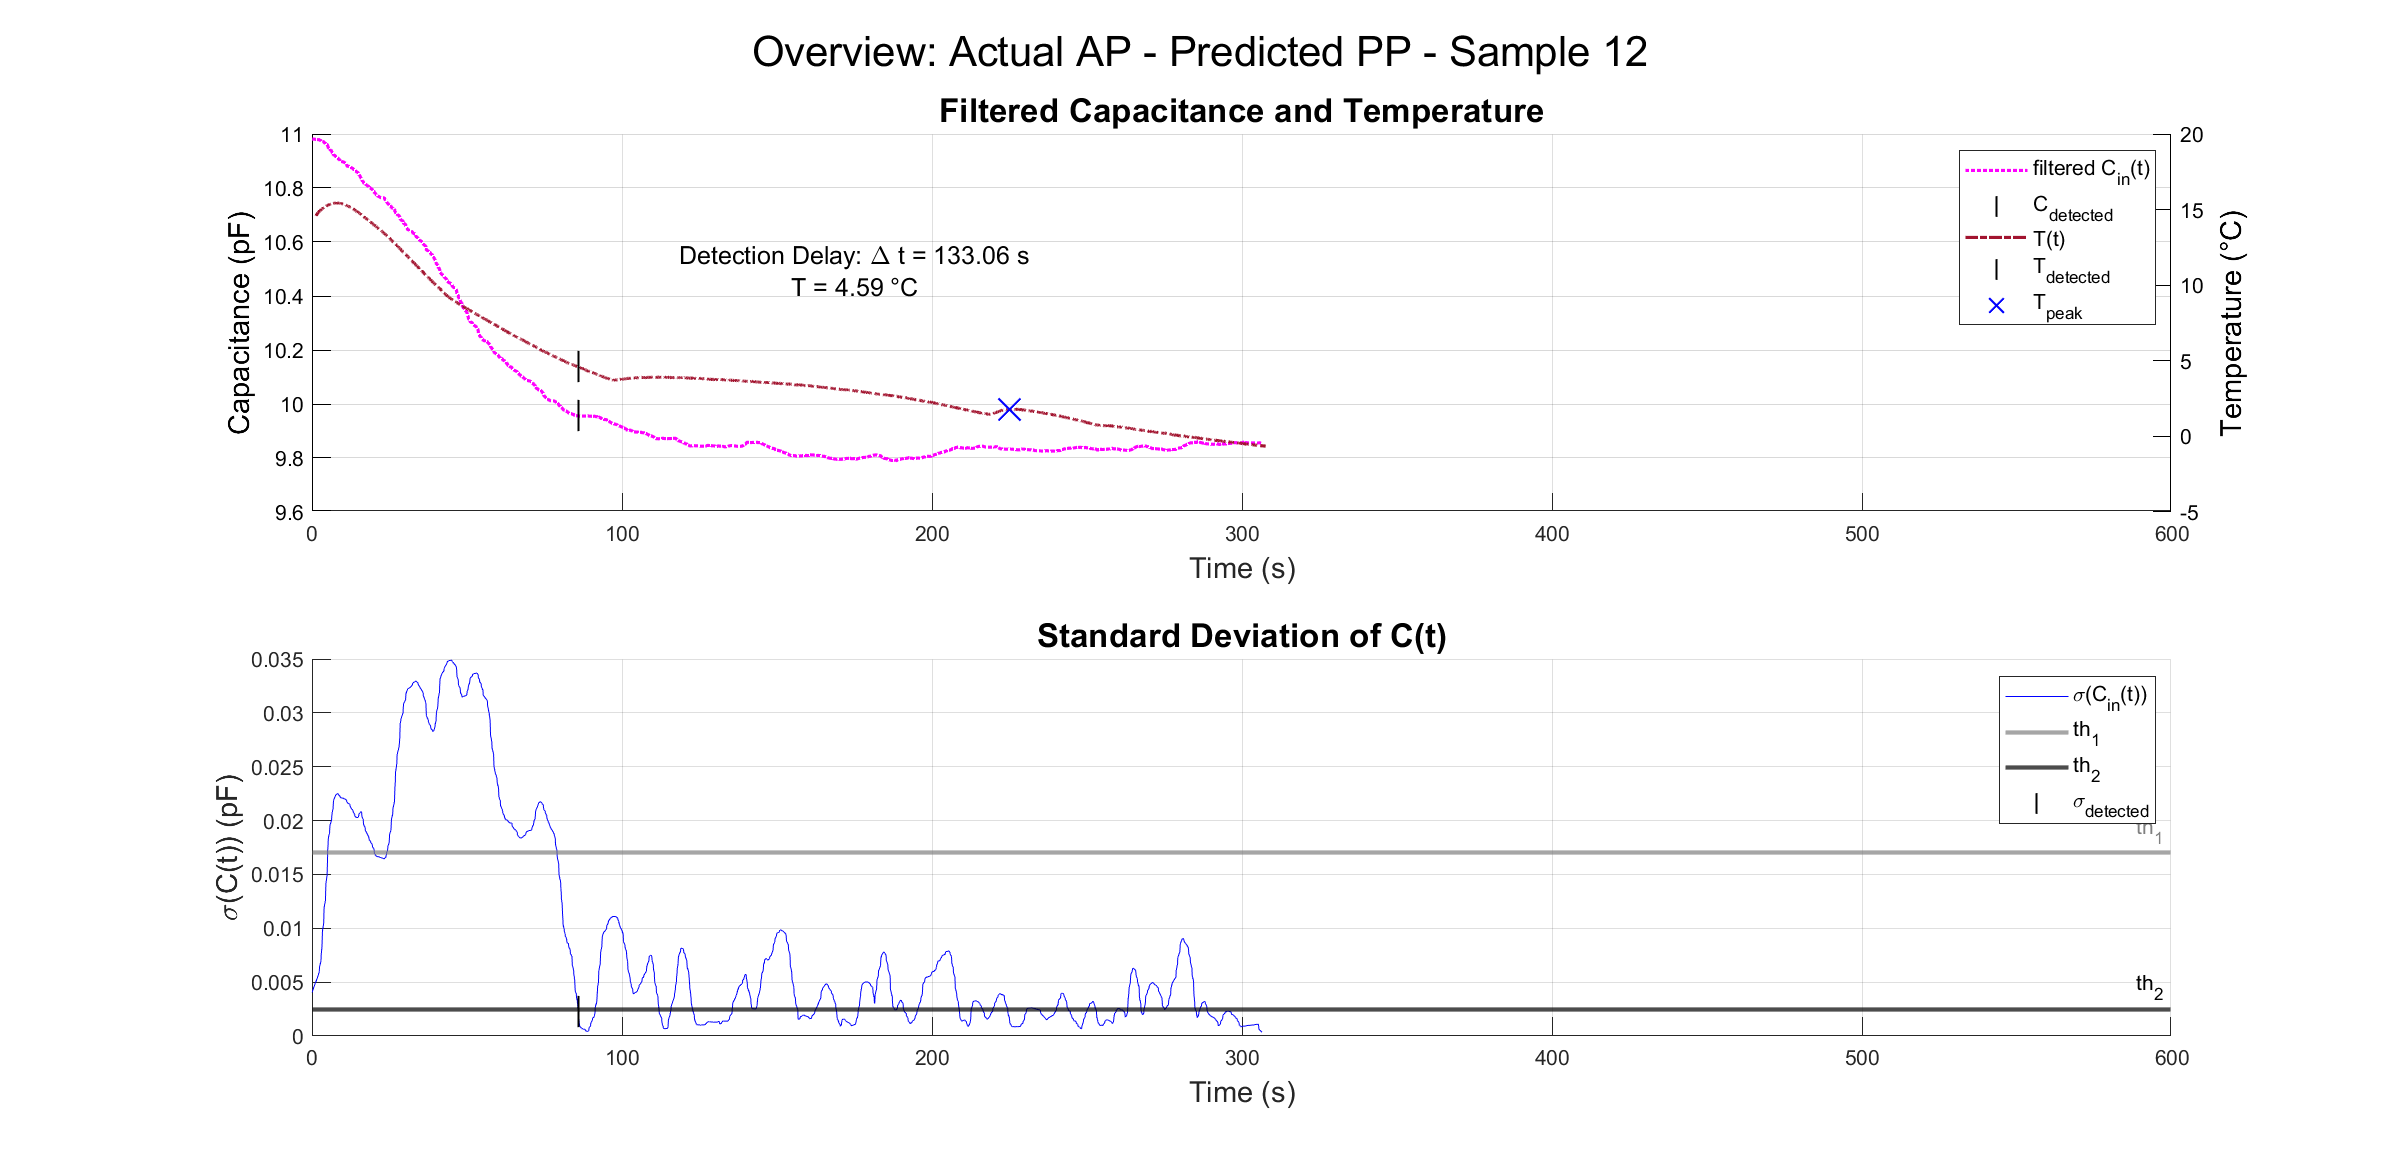 Overview: Actual AP - Predicted PP - Sample 12
Filtered Capacitance and Temperature
Capacitance (pF)
11
10.8
10.6
10.4
10.2
10
9.8
9.6
Detection Delay: Δ t = 133.06 s
T = 4.59 °C
filtered C_in(t)
C_detected
T(t)
T_detected
T_peak
20
15
10
5
0
-5
Temperature (°C)
0 100 200 300 400 500 600
Time (s)
Standard Deviation of C(t)
σ(C(t)) (pF)
0.035
0.03
0.025
0.02
0.015
0.01
0.005
0
σ(C_in(t))
th_1
th_2
σ_detected
th_1
th_2
0 100 200 300 400 500 600
Time (s)